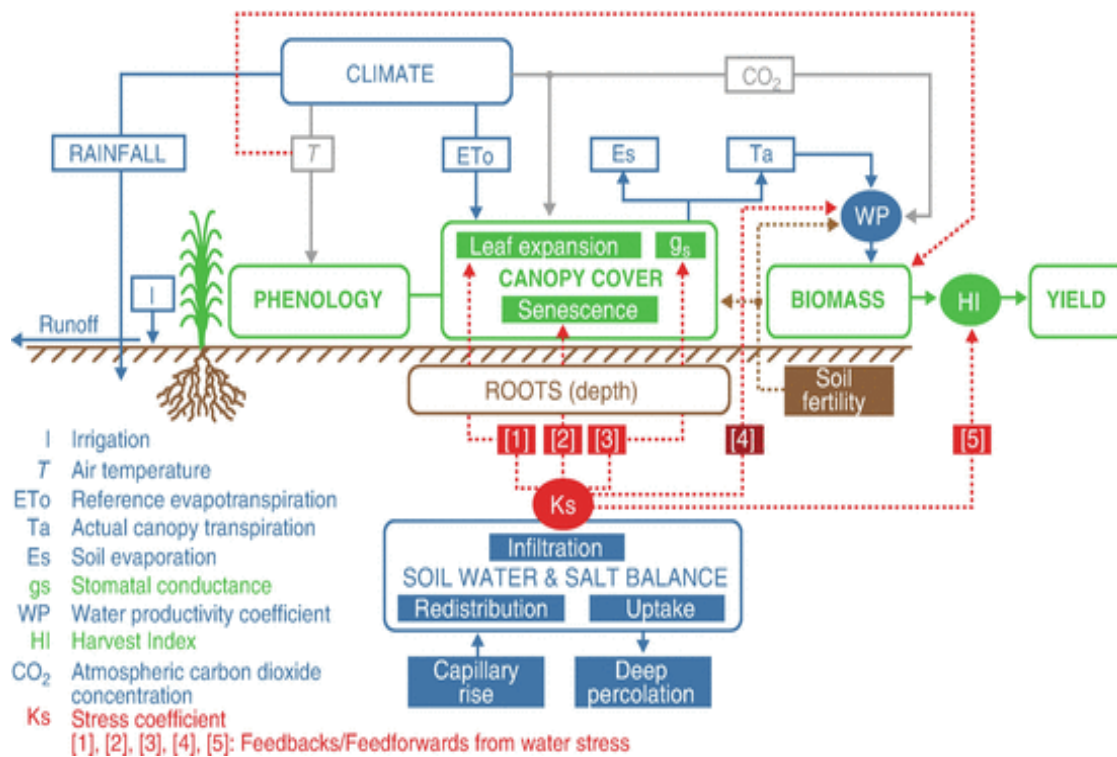 CLIMATE
CO₂
RAINFALL
T
ETo
Es
Ta
WP
Leaf expansion
gs
CANOPY COVER
Senescence
PHENOLOGY
BIOMASS
HI
YIELD
I
Runoff
ROOTS (depth)
Soil
fertility
[1]
[2]
[3]
[4]
[5]
Ks
Infiltration
SOIL WATER & SALT BALANCE
Redistribution
Uptake
Capillary
rise
Deep
percolation
I Irrigation
T Air temperature
ETo Reference evapotranspiration
Ta Actual canopy transpiration
Es Soil evaporation
gs Stomatal conductance
WP Water productivity coefficient
HI Harvest Index
CO₂ Atmospheric carbon dioxide
concentration
Ks Stress coefficient
[1], [2], [3], [4], [5]: Feedbacks/Feedforwards from water stress